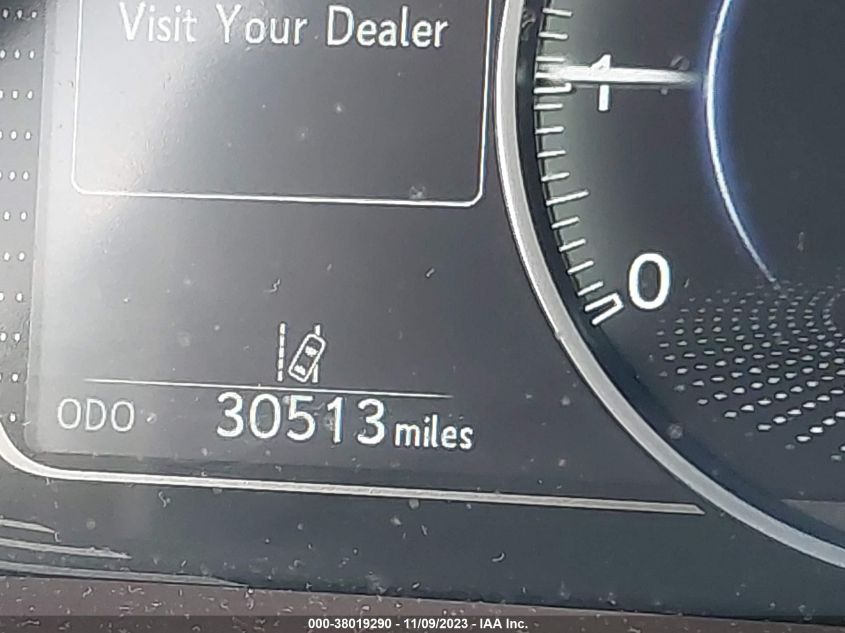 Visit Your Dealer
1
0
ODO 30513 miles
000-38019290 - 11/09/2023 - IAA Inc.